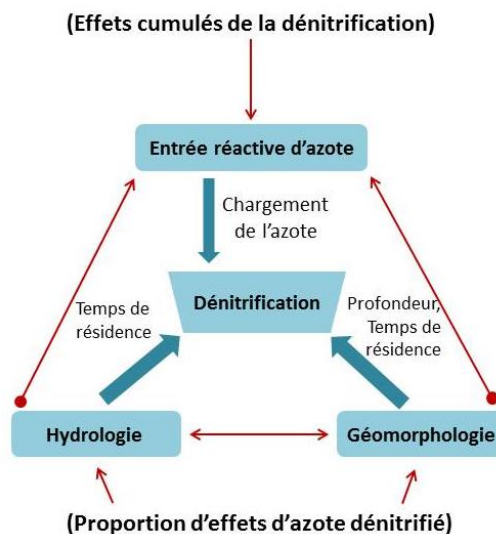 (Effets cumulés de la dénitrification)
Entrée réactive d'azote
Chargement
de l'azote
Dénitrification
Temps de
résidence
Profondeur,
Temps de
résidence
Hydrologie
Géomorphologie
(Proportion d'effets d'azote dénitrifié)